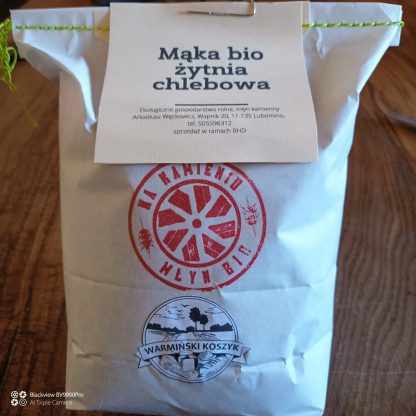 Mąka bio
żytnia
chlebowa
Ekologiczne gospodarstwo rolne, młyn kamienny
Arkadiusz Węckowicz, Wapnik 20, 11-135 Lubomino,
tel. 505596312
sprzedaż w ramach RHD
NA KAMIENIO
MŁYN BIO
WARMIŃSKI KOSZYK
Blackview BV9900Pro
AI Triple Camera